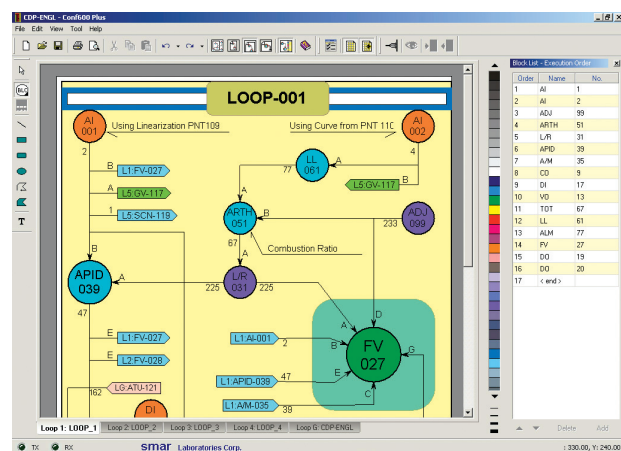 CDP-ENGL - Conf600 Plus
File Edit View Tool Help
LOOP-001
AI 001
Using Linearization PNT109
Using Curve from PNT 110
AI 002
2
4
B L1:FV-027
A L5:GV-117
1 L5:SCN-119
LL 061
77
A
L5:GV-117 B
A
ARTH 051
B
233
ADJ 099
67
A
Combustion Ratio
B
APID 039
A
225
L/R 031
225
47
D
A
FV 027
G
E L1:FV-027
E L2:FV-028
L1:AI-001 2 B
L1:APID-039 47 E
L1:A/M-035 39 C
162 LG:ATU-121
DI
Block List - Execution Order
Order Name No.
1 AI 1
2 AI 2
3 ADJ 99
4 ARTH 51
5 L/R 31
6 APID 39
7 A/M 35
8 CO 9
9 DI 17
10 VO 13
11 TOT 67
12 LL 61
13 ALM 77
14 FV 27
15 DO 19
16 DO 20
17 < end >
BLC
T
Loop 1: LOOP_1 Loop 2: LOOP_2 Loop 3: LOOP_3 Loop 4: LOOP_4 Loop G: CDP-ENGL
Delete Add
TX RX smar Laboratories Corp. : 330.00, Y: 240.00